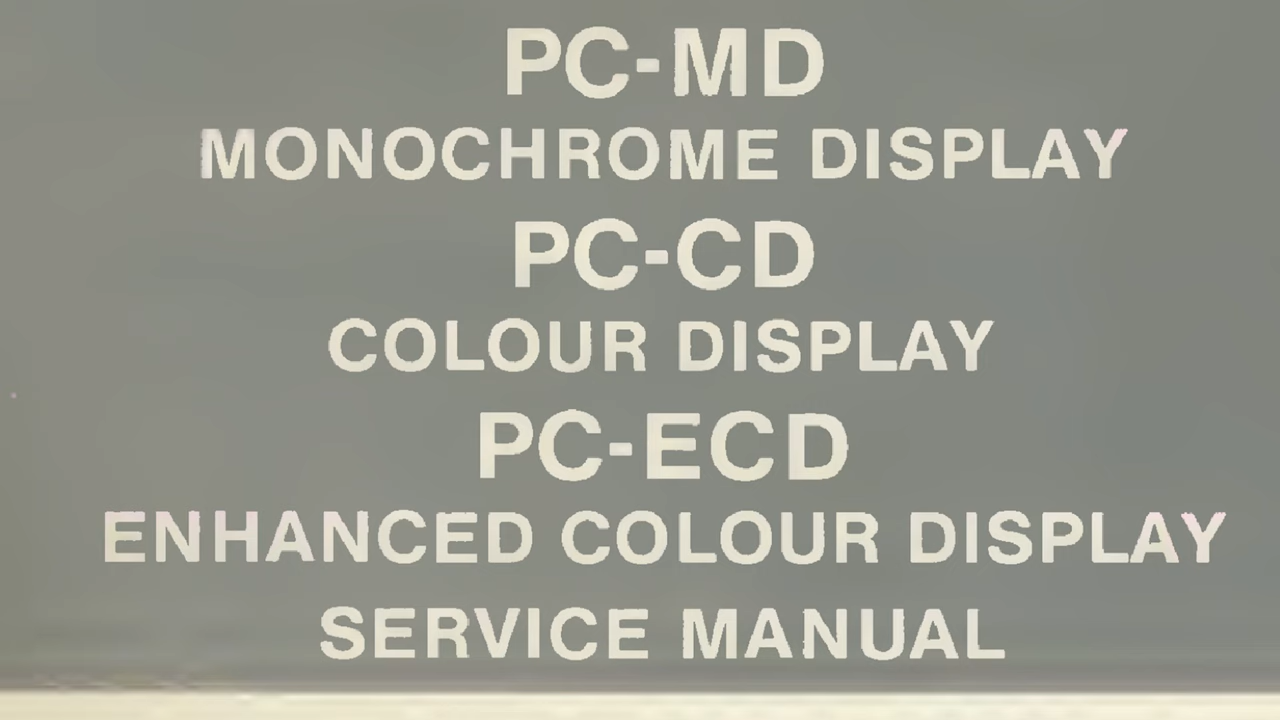 PC-MD
MONOCHROME DISPLAY
PC-CD
COLOUR DISPLAY
PC-ECD
ENHANCED COLOUR DISPLAY
SERVICE MANUAL